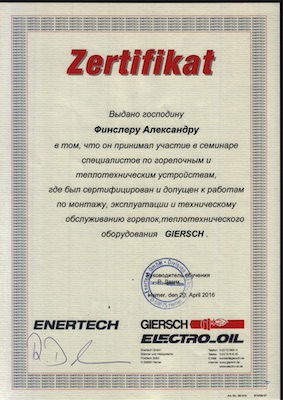 Zertifikat
Выдано господину
Финслеру Александру
в том, что он принимал участие в семинаре
специалистов по горелочным и
теплотехническим устройствам,
где был сертифицирован и допущен к работам
по монтажу, эксплуатации и техническому
обслуживанию горелок,теплотехнического
оборудования GIERSCH .
Руководитель обучения
Hemer, den 20. April 2016
ENERTECH
GIERSCH
ELECTRO-OIL